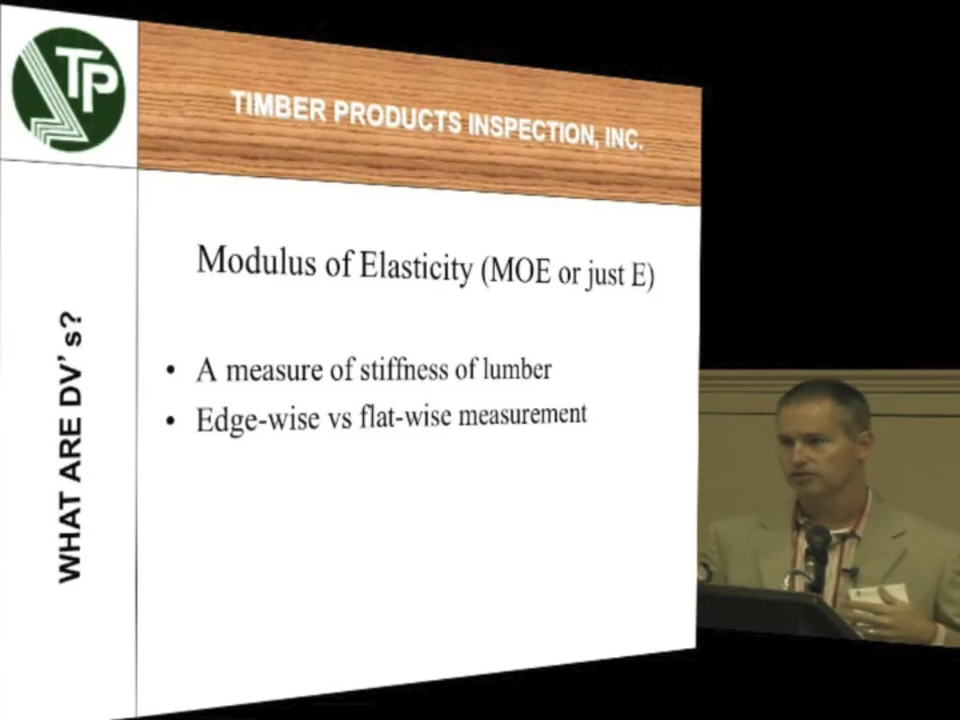 TP
TIMBER PRODUCTS INSPECTION, INC.
WHAT ARE DV's?
Modulus of Elasticity (MOE or just E)
• A measure of stiffness of lumber
• Edge-wise vs flat-wise measurement